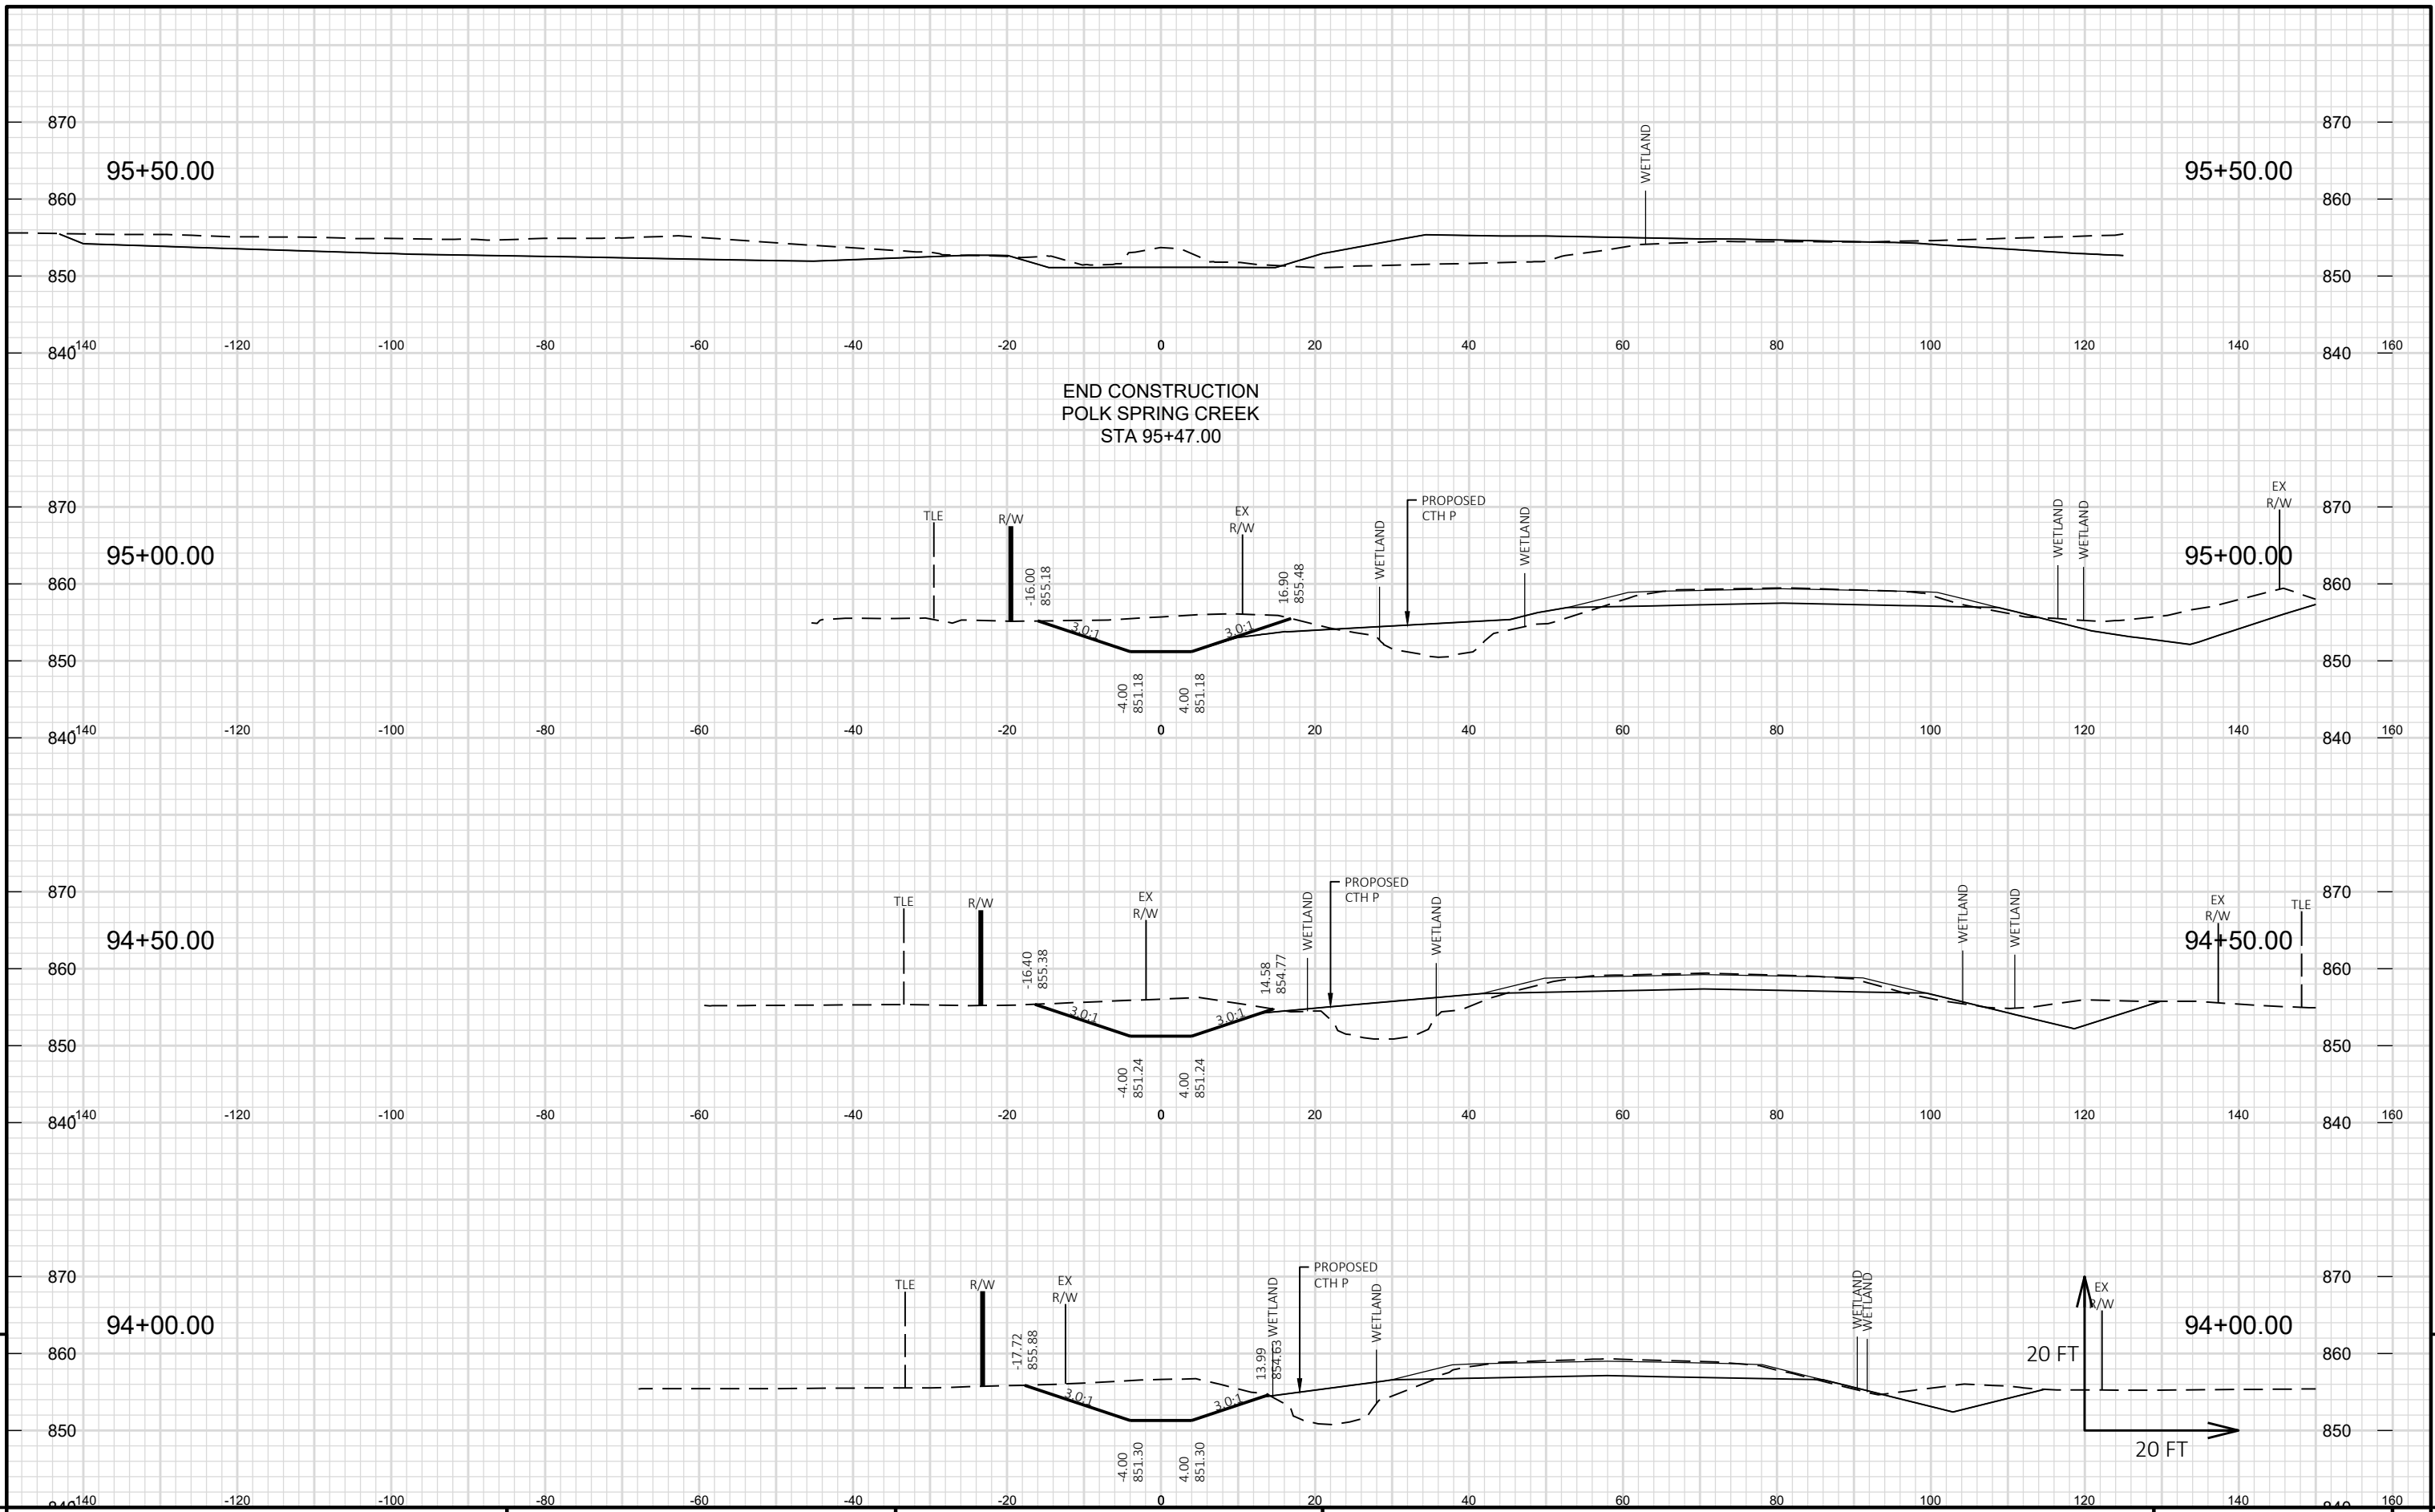 870 870
95+50.00 WETLAND 95+50.00
860 860
850 850
840 840
-140 -120 -100 -80 -60 -40 -20 0 20 40 60 80 100 120 140 160
END CONSTRUCTION
POLK SPRING CREEK
STA 95+47.00
870 870
TLE
R/W
EX
R/W
PROPOSED
CTH P
WETLAND
WETLAND
WETLAND
WETLAND
EX
R/W
95+00.00 95+00.00
860 860
-16.00
855.18
16.90
855.48
3.0:1 3.0:1
850 850
-4.00
851.18
4.00
851.18
840 840
-140 -120 -100 -80 -60 -40 -20 0 20 40 60 80 100 120 140 160
870 870
TLE
R/W
EX
R/W
PROPOSED
CTH P
WETLAND
WETLAND
WETLAND
WETLAND
EX
R/W
TLE
94+50.00 94+50.00
860 860
-16.40
855.38
14.58
854.77
3.0:1 3.0:1
850 850
-4.00
851.24
4.00
851.24
840 840
-140 -120 -100 -80 -60 -40 -20 0 20 40 60 80 100 120 140 160
870 870
TLE
R/W
EX
R/W
WETLAND
PROPOSED
CTH P
WETLAND
WETLAND
WETLAND
EX
R/W
94+00.00 94+00.00
860 860
-17.72
855.88
13.99
854.63
3.0:1 3.0:1
20 FT
850 850
20 FT
-4.00
851.30
4.00
851.30
840 840
-140 -120 -100 -80 -60 -40 -20 0 20 40 60 80 100 120 140 160